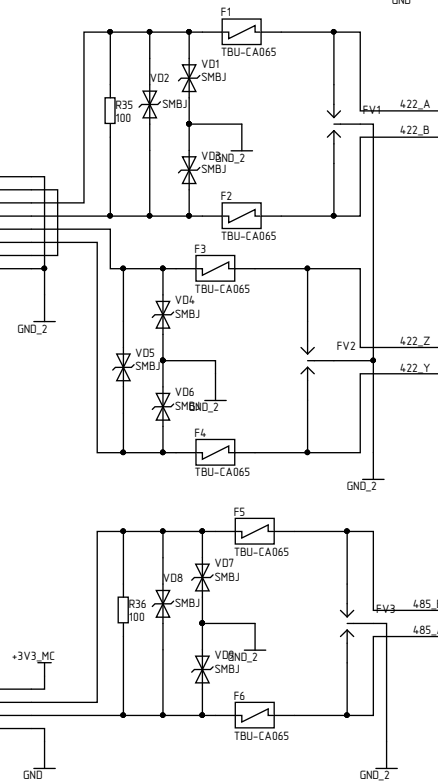 GND
F1
TBU-CA065
VD1
SMBJ
VD2
SMBJ
R35
100
FV1
422_A
422_B
VD3
SMBJ
GND_2
F2
TBU-CA065
F3
TBU-CA065
VD4
SMBJ
GND_2
FV2
422_Z
VD5
SMBJ
422_Y
VD6
SMBJ
GND_2
F4
TBU-CA065
GND_2
F5
TBU-CA065
VD7
SMBJ
VD8
SMBJ
R36
100
FV3
485_
485_
+3V3_MC
VD9
SMBJ
GND_2
F6
TBU-CA065
GND
GND_2